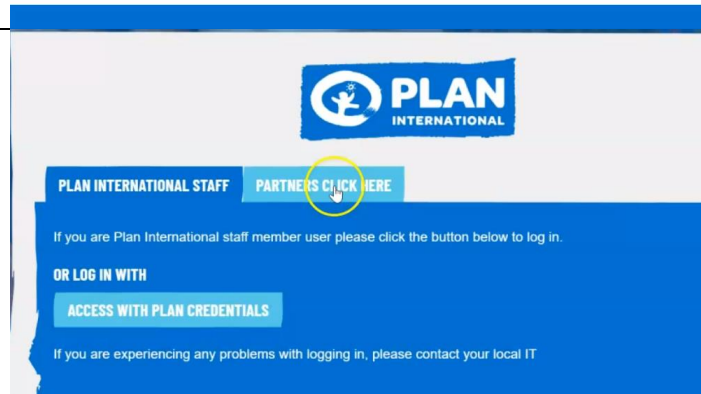 PLAN
INTERNATIONAL
PLAN INTERNATIONAL STAFF
PARTNERS CLICK HERE
If you are Plan International staff member user please click the button below to log in.
OR LOG IN WITH
ACCESS WITH PLAN CREDENTIALS
If you are experiencing any problems with logging in, please contact your local IT